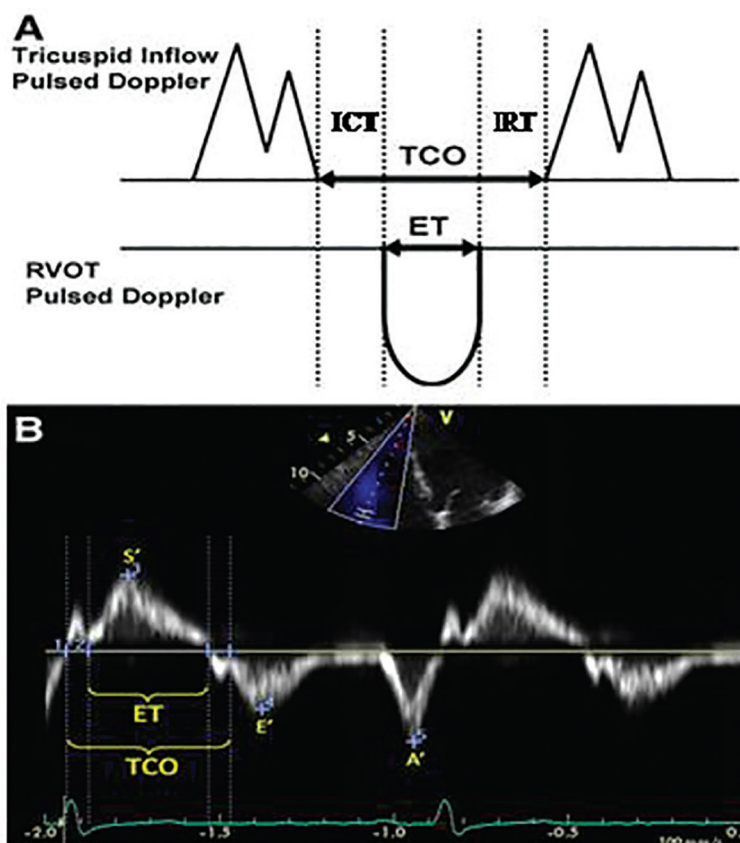 A
Tricuspid Inflow
Pulsed Doppler
ICT
IRT
TCO
ET
RVOT
Pulsed Doppler
B
V
5
10
S'
1
2
ET
E'
TCO
A'
-2.0
-1.5
-1.0
-0.5
0.